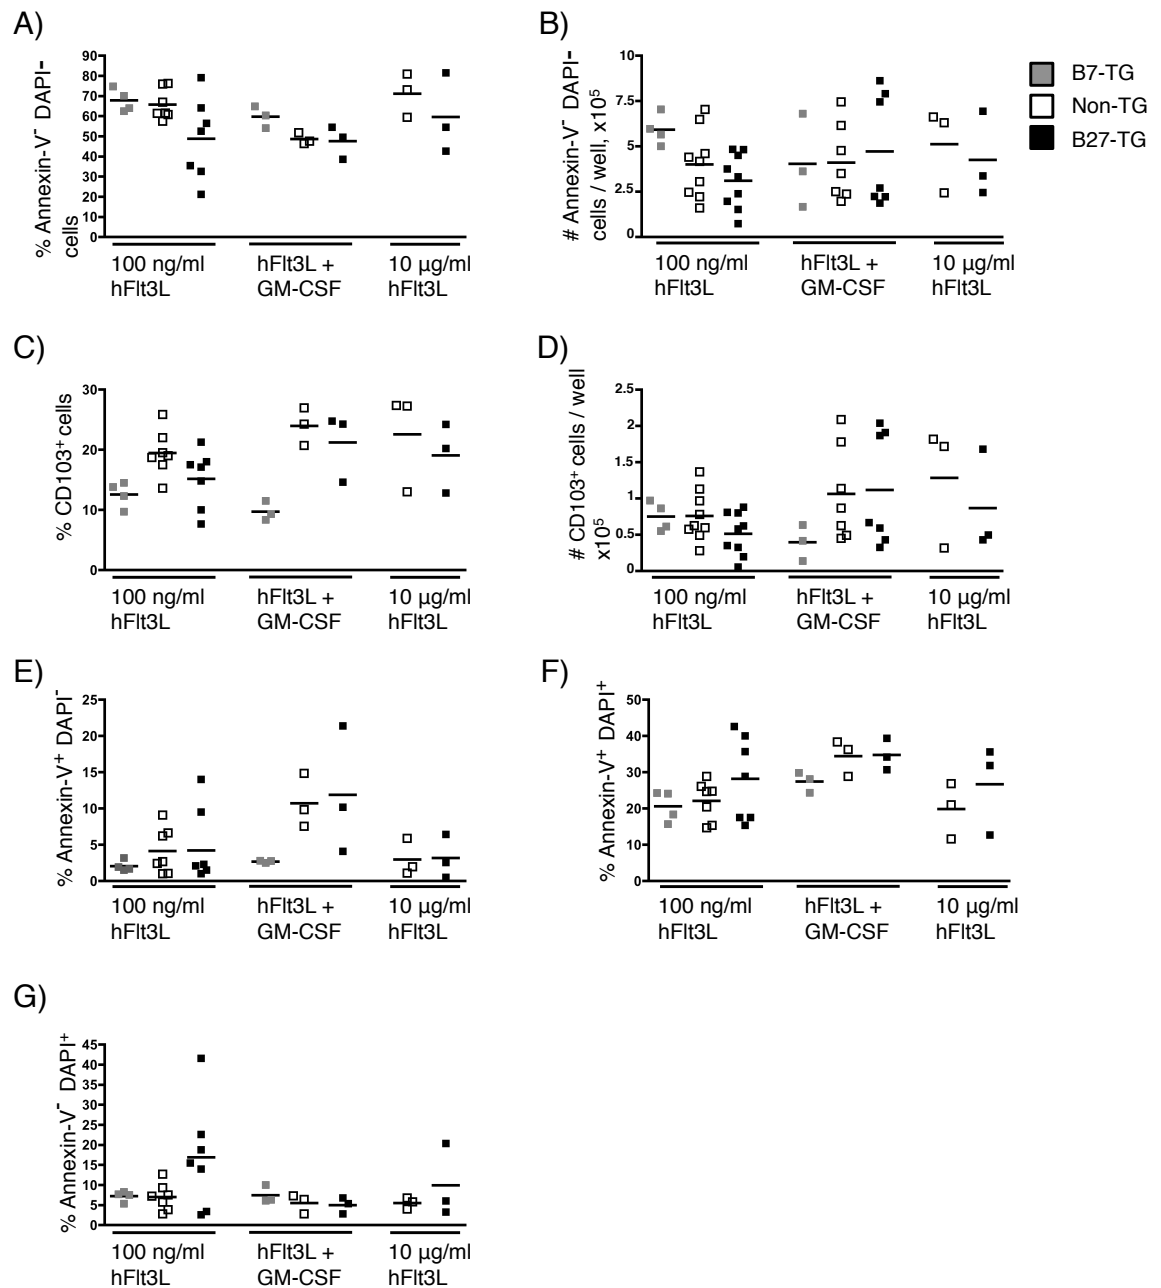 A)
% Annexin-V⁻ DAPI-
cells
90
80
70
60
50
40
30
20
10
0
100 ng/ml
hFlt3L
hFlt3L +
GM-CSF
10 µg/ml
hFlt3L
B)
# Annexin-V⁻ DAPI-
cells / well, x10⁵
10
7.5
5
2.5
0
100 ng/ml
hFlt3L
hFlt3L +
GM-CSF
10 µg/ml
hFlt3L
B7-TG
Non-TG
B27-TG
C)
% CD103⁺ cells
30
20
10
0
100 ng/ml
hFlt3L
hFlt3L +
GM-CSF
10 µg/ml
hFlt3L
D)
# CD103⁺ cells / well
x10⁵
2.5
2
1.5
1
0.5
0
100 ng/ml
hFlt3L
hFlt3L +
GM-CSF
10 µg/ml
hFlt3L
E)
% Annexin-V⁺ DAPI⁻
25
20
15
10
5
0
100 ng/ml
hFlt3L
hFlt3L +
GM-CSF
10 µg/ml
hFlt3L
F)
% Annexin-V⁺ DAPI⁺
50
40
30
20
10
0
100 ng/ml
hFlt3L
hFlt3L +
GM-CSF
10 µg/ml
hFlt3L
G)
% Annexin-V⁻ DAPI⁺
45
40
35
30
25
20
15
10
5
0
100 ng/ml
hFlt3L
hFlt3L +
GM-CSF
10 µg/ml
hFlt3L